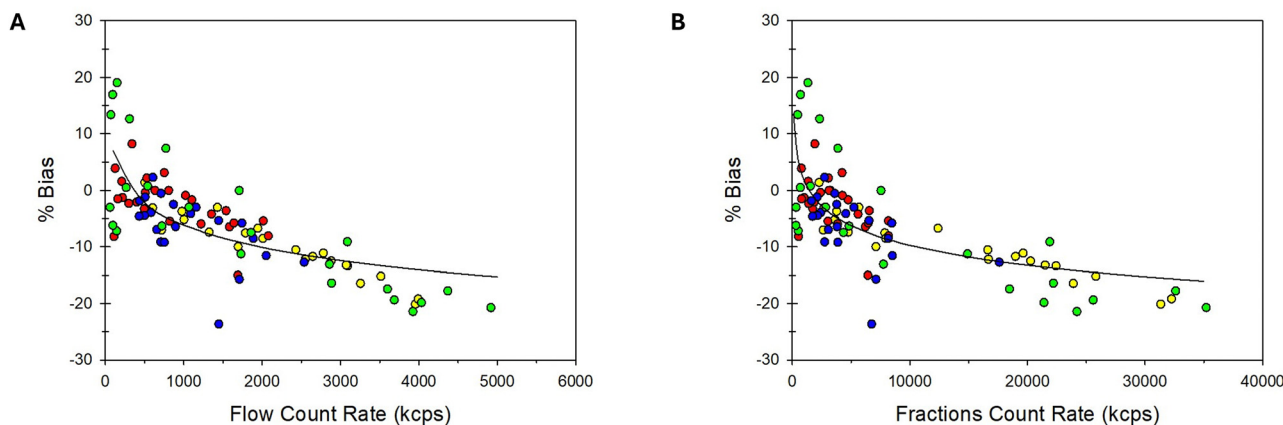 A
30
20
10
0
-10
-20
-30
% Bias
0 1000 2000 3000 4000 5000 6000
Flow Count Rate (kcps)
B
30
20
10
0
-10
-20
-30
% Bias
0 10000 20000 30000 40000
Fractions Count Rate (kcps)